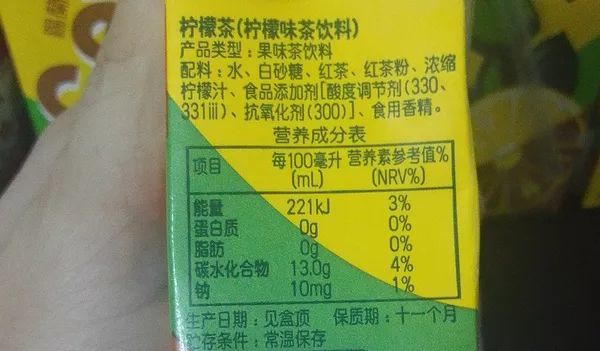 柠檬茶(柠檬味茶饮料)
产品类型：果味茶饮料
配料：水、白砂糖、红茶、红茶粉、浓缩
柠檬汁、食品添加剂[酸度调节剂(330、
331iii)、抗氧化剂(300)]、食用香精。
营养成分表
项目 每100毫升(mL) 营养素参考值%(NRV%)
能量 221kJ 3%
蛋白质 0g 0%
脂肪 0g 0%
碳水化合物 13.0g 4%
钠 10mg 1%
生产日期：见盒顶 保质期：十一个月
贮存条件：常温保存